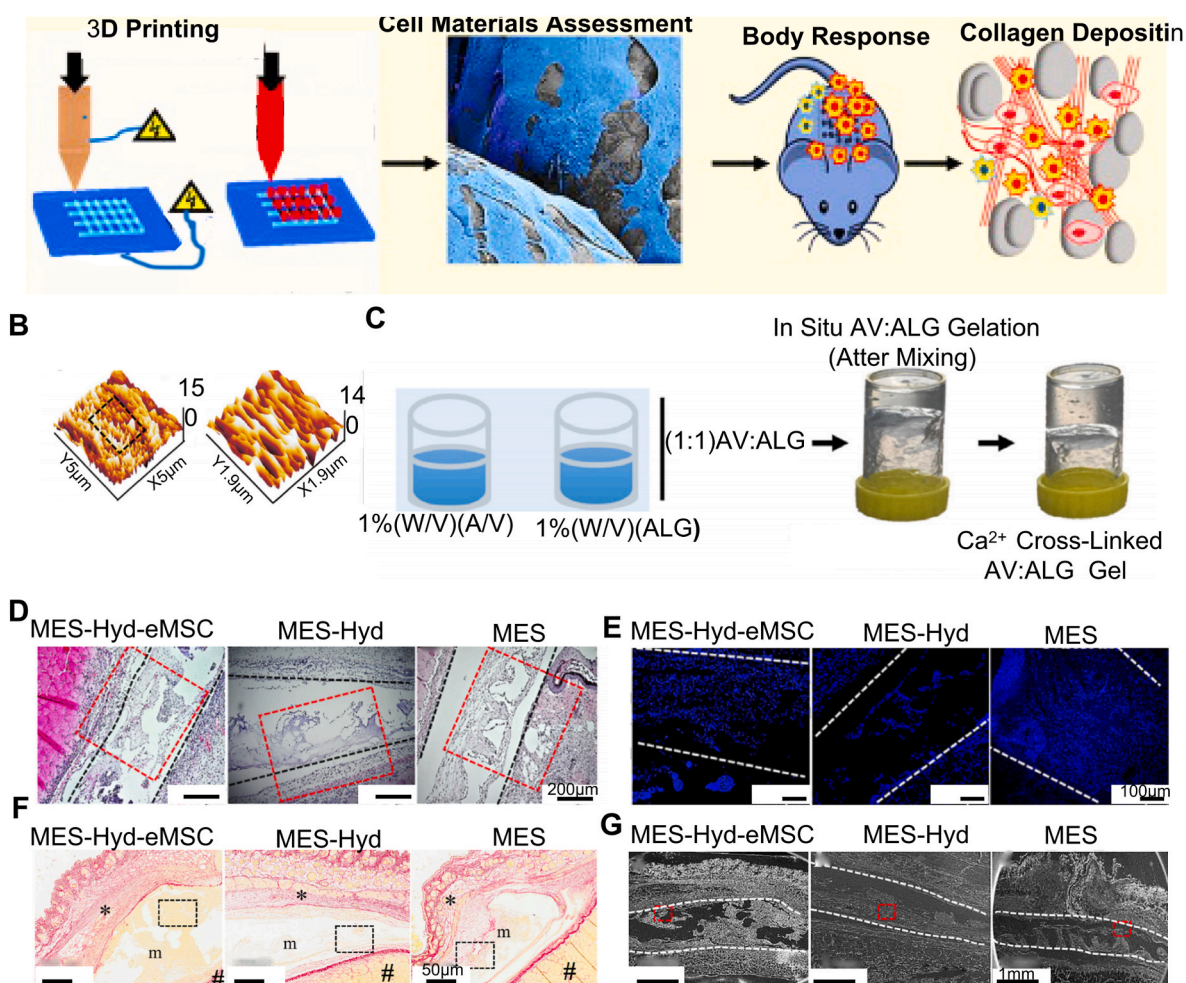 3D Printing
Cell Materials Assessment
Body Response
Collagen Depositin
B
15
0
Y5µm
X5µm
14
0
Y1.9µm
X1.9µm
C
In Situ AV:ALG Gelation
(Atter Mixing)
(1:1)AV:ALG
1%(W/V)(A/V)
1%(W/V)(ALG)
Ca²⁺ Cross-Linked
AV:ALG Gel
D
MES-Hyd-eMSC
MES-Hyd
MES
200µm
E
MES-Hyd-eMSC
MES-Hyd
MES
100µm
F
MES-Hyd-eMSC
MES-Hyd
MES
*
m
#
*
m
#
*
50µm
#
G
MES-Hyd-eMSC
MES-Hyd
MES
1mm